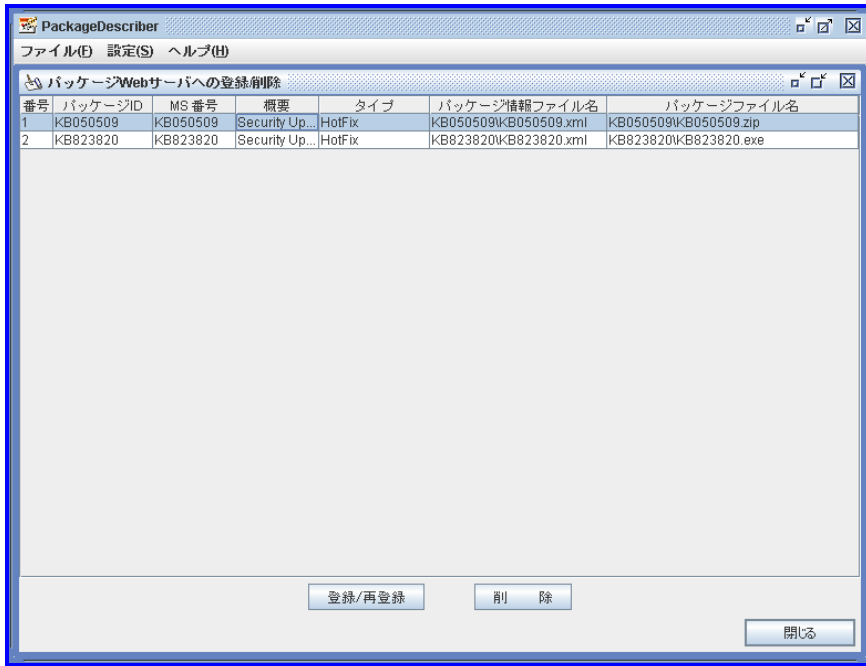 PackageDescriber
ファイル(F) 設定(S) ヘルプ(H)
パッケージWebサーバへの登録/削除
番号 パッケージID MS 番号 概要 タイプ パッケージ情報ファイル名 パッケージファイル名
1 KB050509 KB050509 Security Up... HotFix KB050509\KB050509.xml KB050509\KB050509.zip
2 KB823820 KB823820 Security Up... HotFix KB823820\KB823820.xml KB823820\KB823820.exe
登録/再登録 削 除
閉じる